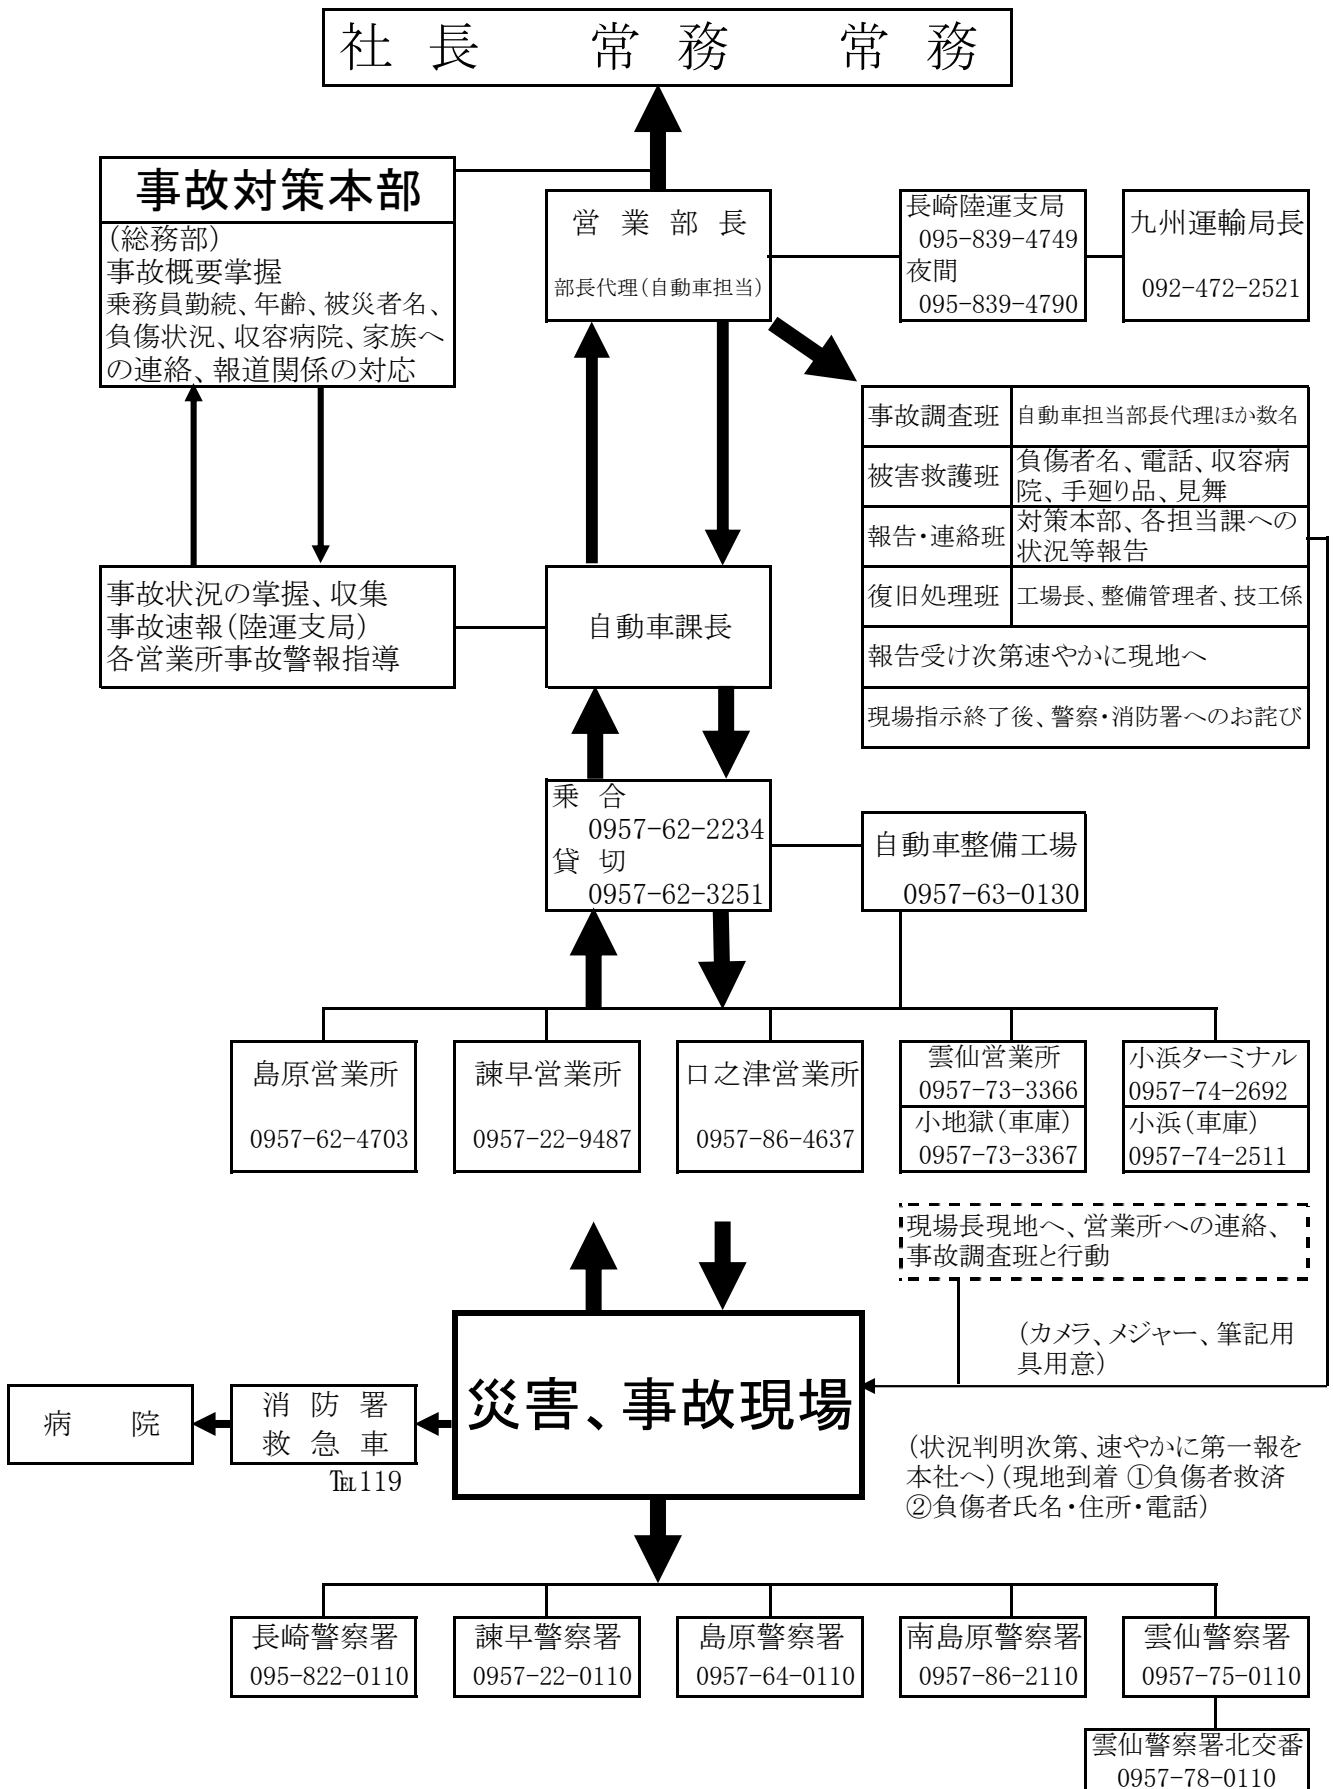 社長 常務 常務
事故対策本部
(総務部)
事故概要掌握
乗務員勤続、年齢、被災者名、
負傷状況、収容病院、家族へ
の連絡、報道関係の対応
営業部長
部長代理(自動車担当)
長崎陸運支局
095-839-4749
夜間
095-839-4790
九州運輸局長
092-472-2521
事故調査班 自動車担当部長代理ほか数名
被害救護班 負傷者名、電話、収容病
院、手廻り品、見舞
報告・連絡班 対策本部、各担当課への
状況等報告
復旧処理班 工場長、整備管理者、技工係
報告受け次第速やかに現地へ
現場指示終了後、警察・消防署へのお詫び
事故状況の掌握、収集
事故速報(陸運支局)
各営業所事故警報指導
自動車課長
乗合
0957-62-2234
貸切
0957-62-3251
自動車整備工場
0957-63-0130
島原営業所
0957-62-4703
諫早営業所
0957-22-9487
口之津営業所
0957-86-4637
雲仙営業所
0957-73-3366
小地獄(車庫)
0957-73-3367
小浜ターミナル
0957-74-2692
小浜(車庫)
0957-74-2511
現場長現地へ、営業所への連絡、
事故調査班と行動
(カメラ、メジャー、筆記用
具用意)
災害、事故現場
消防署
救急車
℡119
病院
(状況判明次第、速やかに第一報を
本社へ)(現地到着 ①負傷者救済
②負傷者氏名・住所・電話)
長崎警察署
095-822-0110
諫早警察署
0957-22-0110
島原警察署
0957-64-0110
南島原警察署
0957-86-2110
雲仙警察署
0957-75-0110
雲仙警察署北交番
0957-78-0110